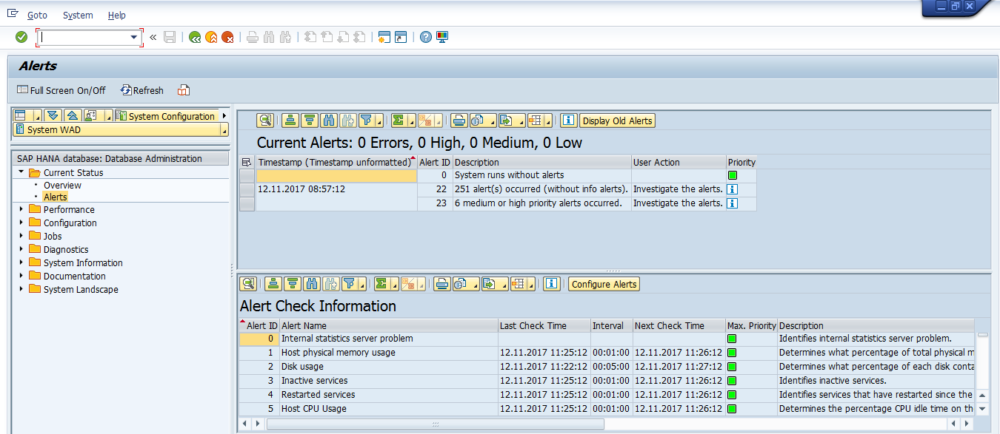 Goto System Help
Alerts
Full Screen On/Off Refresh
System Configuration
System WAD
SAP HANA database: Database Administration
Current Status
Overview
Alerts
Performance
Configuration
Jobs
Diagnostics
System Information
Documentation
System Landscape
Display Old Alerts
Current Alerts: 0 Errors, 0 High, 0 Medium, 0 Low
Timestamp (Timestamp unformatted) Alert ID Description User Action Priority
0 System runs without alerts
12.11.2017 08:57:12 22 251 alert(s) occurred (without info alerts). Investigate the alerts.
23 6 medium or high priority alerts occurred. Investigate the alerts.
Configure Alerts
Alert Check Information
Alert ID Alert Name Last Check Time Interval Next Check Time Max. Priority Description
0 Internal statistics server problem Identifies internal statistics server problem.
1 Host physical memory usage 12.11.2017 11:25:12 00:01:00 12.11.2017 11:26:12 Determines what percentage of total physical m
2 Disk usage 12.11.2017 11:22:12 00:05:00 12.11.2017 11:27:12 Determines what percentage of each disk conta
3 Inactive services 12.11.2017 11:25:12 00:01:00 12.11.2017 11:26:12 Identifies inactive services.
4 Restarted services 12.11.2017 11:25:12 00:01:00 12.11.2017 11:26:12 Identifies services that have restarted since the
5 Host CPU Usage 12.11.2017 11:25:12 00:01:00 12.11.2017 11:26:12 Determines the percentage CPU idle time on th